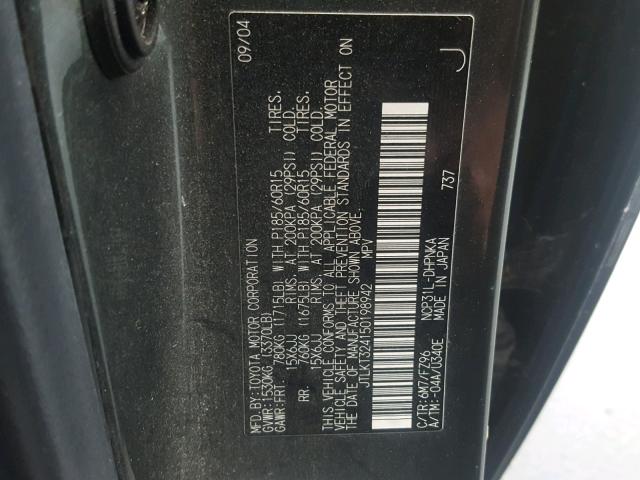 MFD.BY:TOYOTA MOTOR CORPORATION 09/04
GVWR:1530KG (3370LB)
GAWR:FRT 780KG (1715LB) WITH P185/60R15 TIRES.
15X6JJ RIMS. AT 200KPA (29PSI) COLD.
RR 760KG (1675LB) WITH P185/60R15 TIRES.
15X6JJ RIMS. AT 200KPA (29PSI) COLD.
THIS VEHICLE CONFORMS TO ALL APPLICABLE FEDERAL MOTOR
VEHICLE SAFETY AND THEFT PREVENTION STANDARDS IN EFFECT ON
THE DATE OF MANUFACTURE SHOWN ABOVE.
JTLKT324150198942 MPV
C/TR:6M7/FZ96 NCP31L-DHPNKA 737 J
A/TM:-04A/U340E MADE IN JAPAN